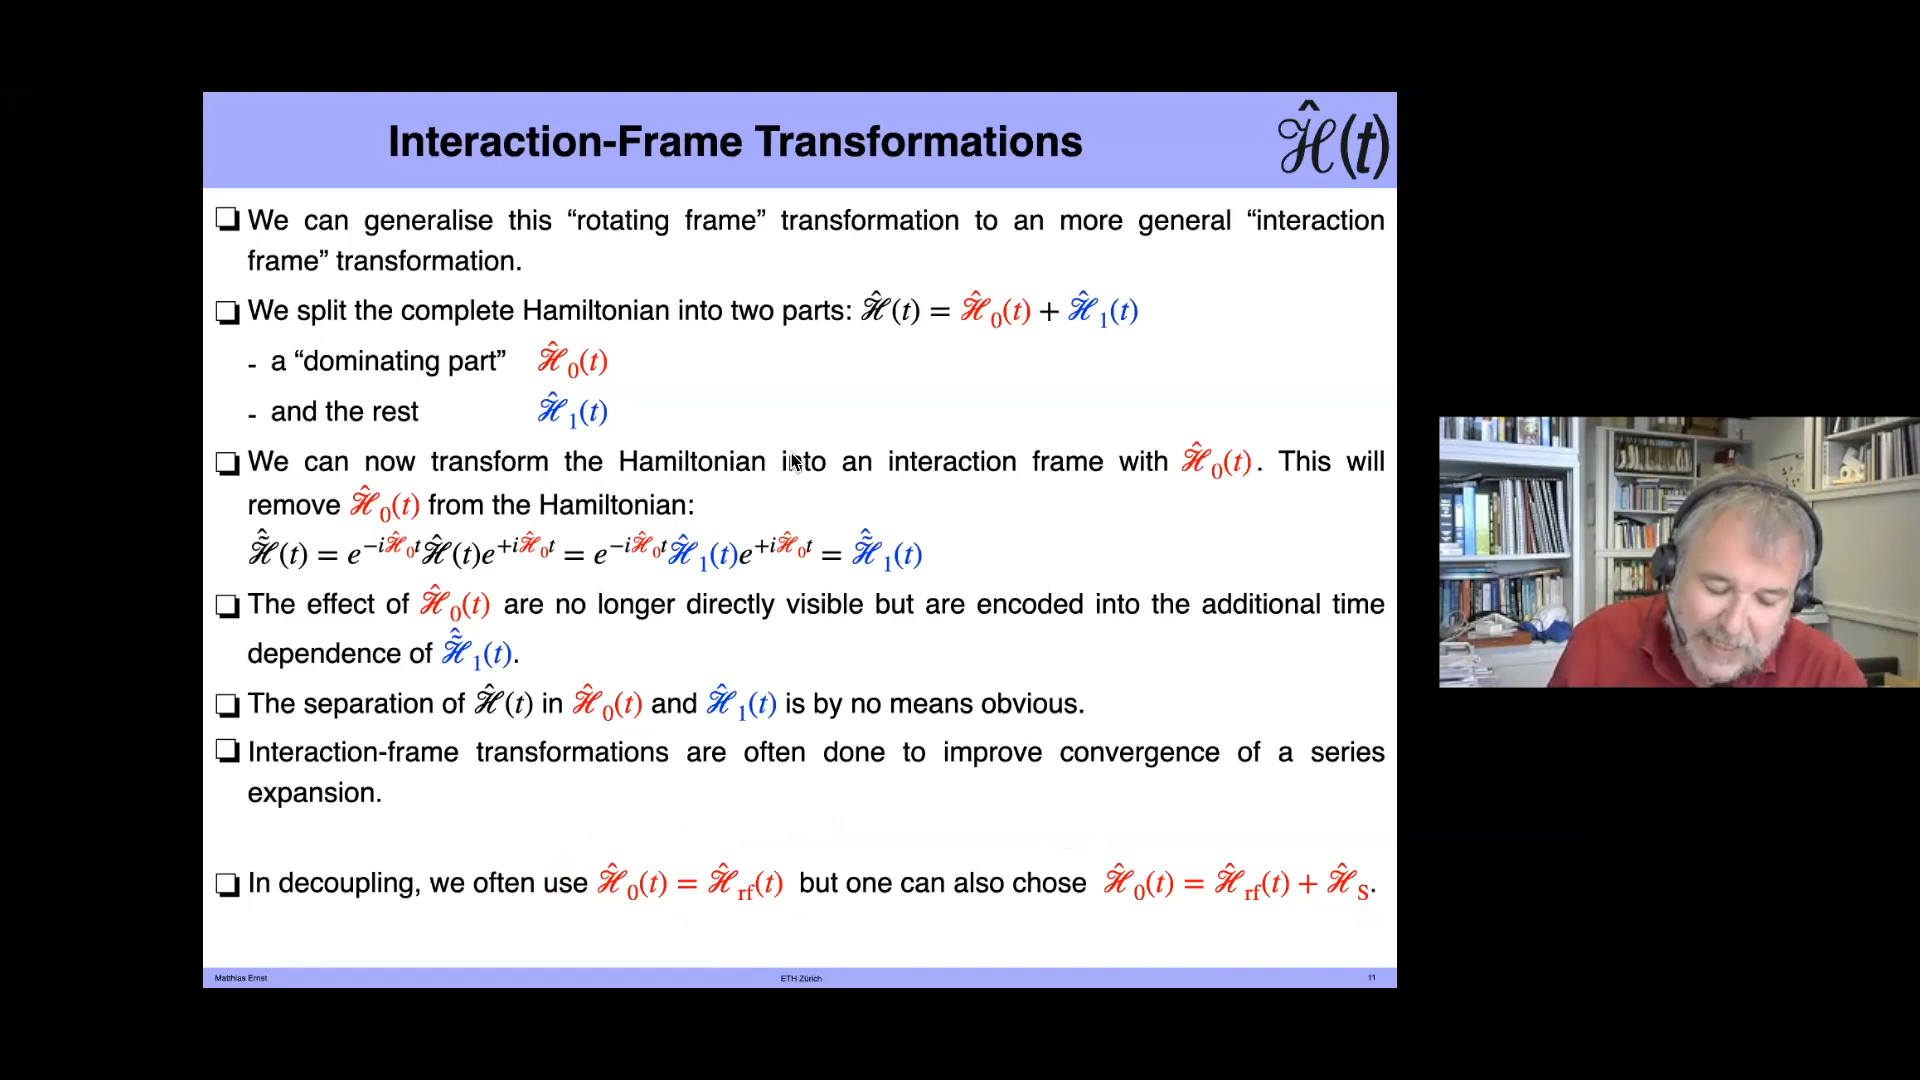 Interaction-Frame Transformations
ℋ̂(t)
❏ We can generalise this “rotating frame” transformation to an more general “interaction
frame” transformation.
❏ We split the complete Hamiltonian into two parts: ℋ̂(t) = ℋ̂₀(t) + ℋ̂₁(t)
- a “dominating part” ℋ̂₀(t)
- and the rest ℋ̂₁(t)
❏ We can now transform the Hamiltonian into an interaction frame with ℋ̂₀(t). This will
remove ℋ̂₀(t) from the Hamiltonian:
ℋ̃̂(t) = e^{−iℋ̂₀t}ℋ̂(t)e^{+iℋ̂₀t} = e^{−iℋ̂₀t}ℋ̂₁(t)e^{+iℋ̂₀t} = ℋ̃̂₁(t)
❏ The effect of ℋ̂₀(t) are no longer directly visible but are encoded into the additional time
dependence of ℋ̃̂₁(t).
❏ The separation of ℋ̂(t) in ℋ̂₀(t) and ℋ̂₁(t) is by no means obvious.
❏ Interaction-frame transformations are often done to improve convergence of a series
expansion.
❏ In decoupling, we often use ℋ̂₀(t) = ℋ̂_rf(t) but one can also chose ℋ̂₀(t) = ℋ̂_rf(t) + ℋ̂_S.
Matthias Ernst
ETH Zürich
11